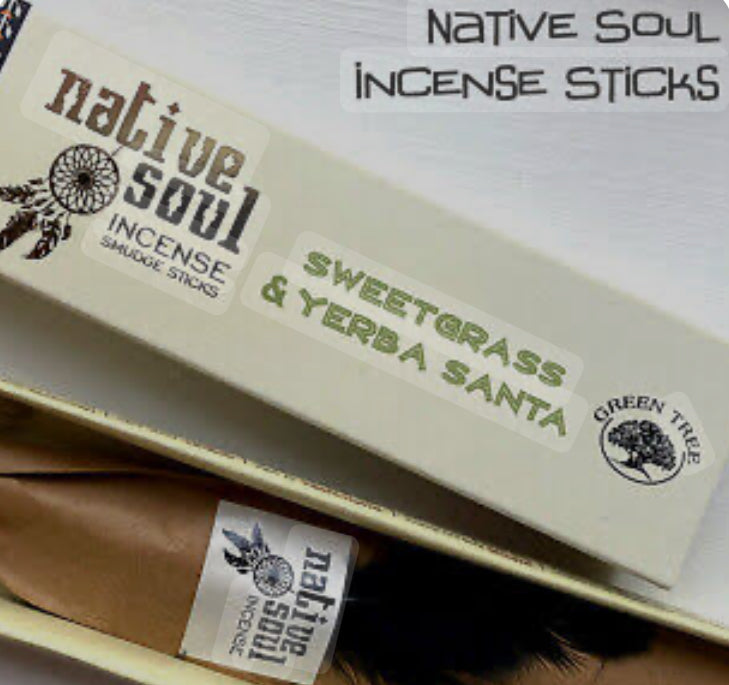 NATIVE SOUL
INCENSE STICKS
native
soul
INCENSE
SMUDGE STICKS
SWEETGRASS
& YERBA SANTA
GREEN TREE
native
soul
INCENSE